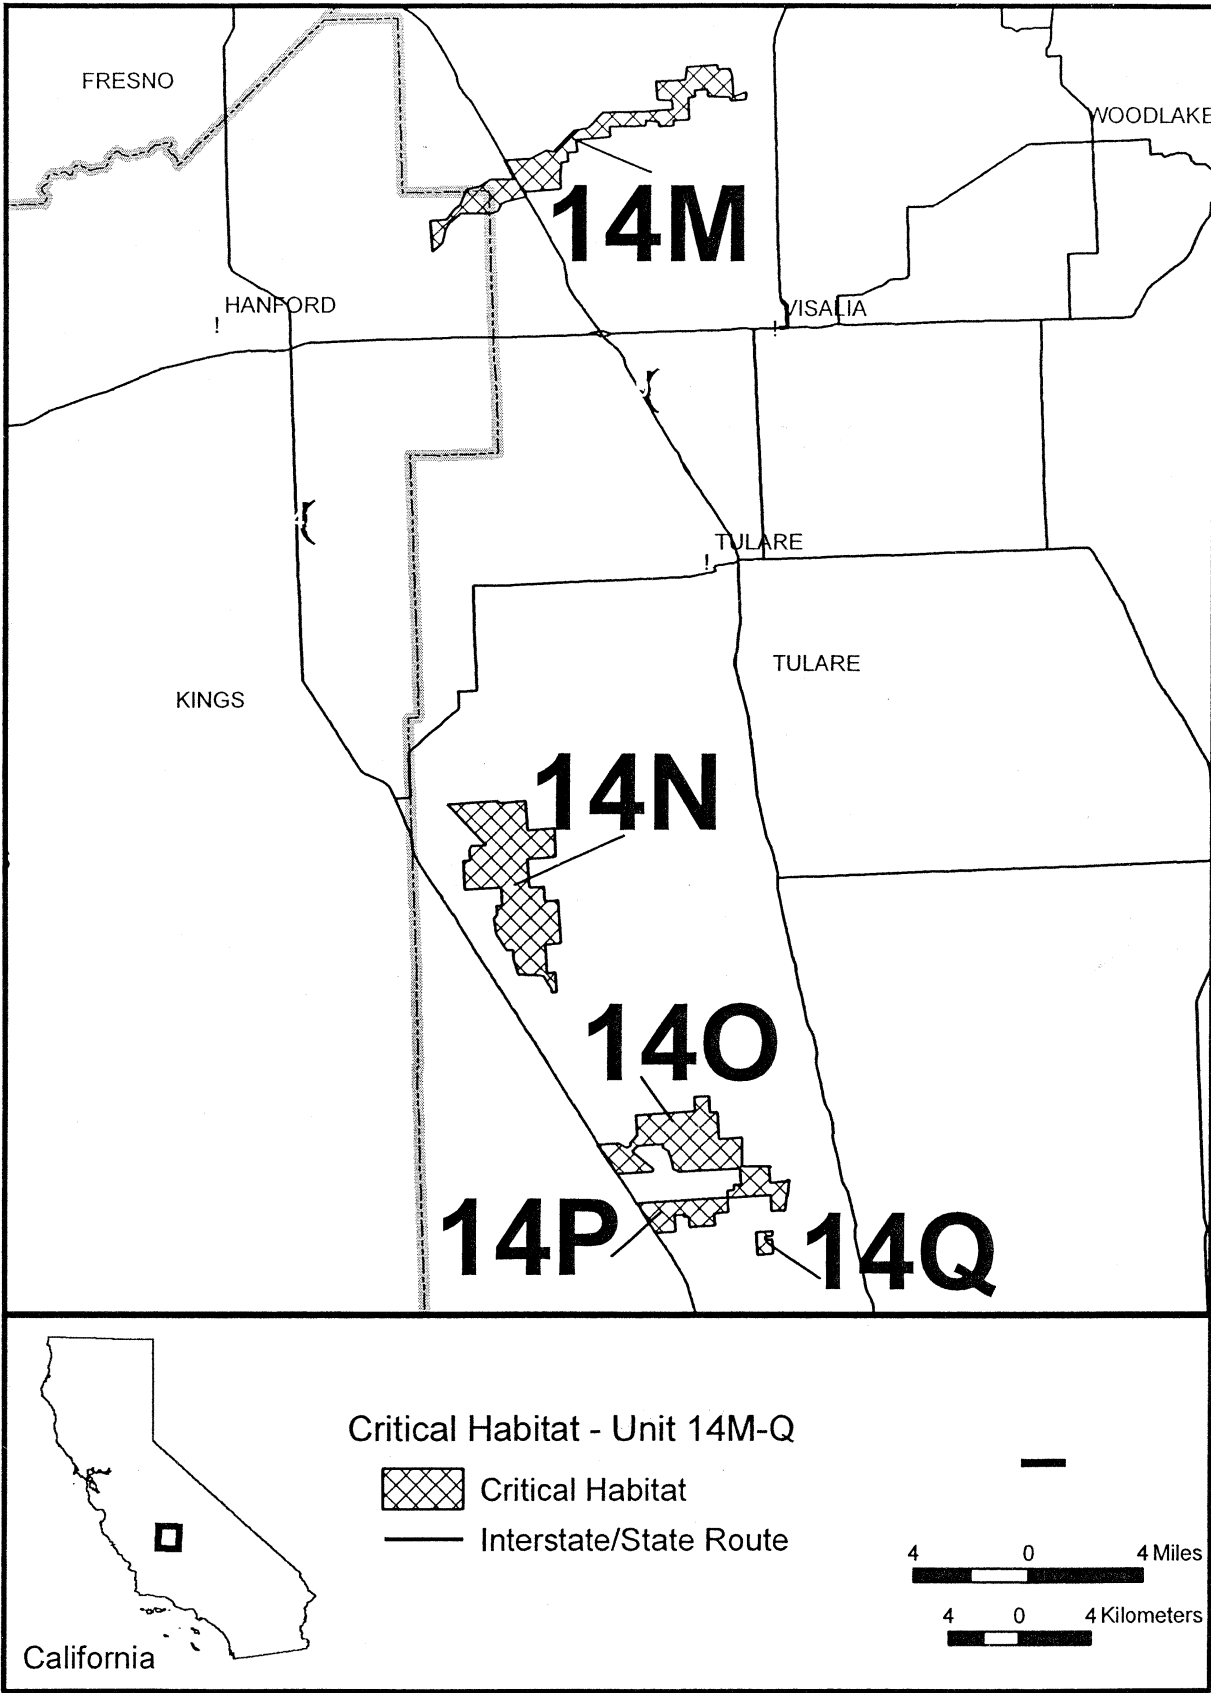 FRESNO
WOODLAKE
14M
HANFORD
!
VISALIA
!
TULARE
!
TULARE
KINGS
14N
14O
14P
14Q
Critical Habitat - Unit 14M-Q
Critical Habitat
Interstate/State Route
4 0 4 Miles
4 0 4 Kilometers
California